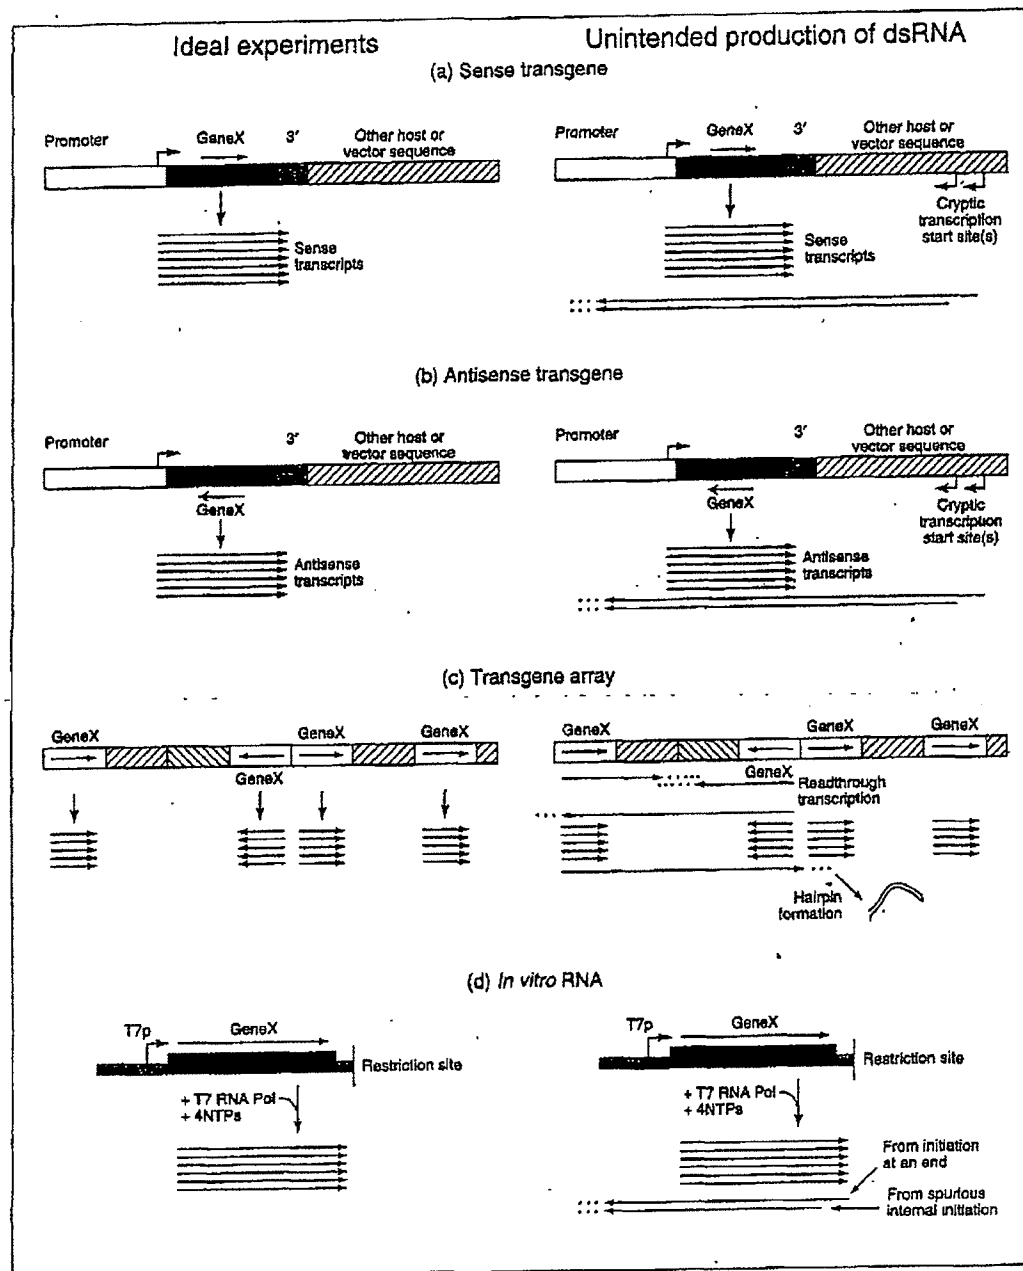 Ideal experiments
Unintended production of dsRNA
(a) Sense transgene
Promoter
GeneX
3′
Other host or
vector sequence
Sense
transcripts
Promoter
GeneX
3′
Other host or
vector sequence
Cryptic
transcription
start site(s)
Sense
transcripts
(b) Antisense transgene
Promoter
3′
Other host or
vector sequence
GeneX
Antisense
transcripts
Promoter
3′
Other host or
vector sequence
GeneX
Cryptic
transcription
start site(s)
Antisense
transcripts
(c) Transgene array
GeneX
GeneX
GeneX
GeneX
GeneX
GeneX
GeneX
GeneX
Readthrough
transcription
Hairpin
formation
(d) In vitro RNA
T7p
GeneX
Restriction site
+ T7 RNA Pol
+ 4NTPs
T7p
GeneX
Restriction site
+ T7 RNA Pol
+ 4NTPs
From initiation
at an end
From spurious
internal initiation